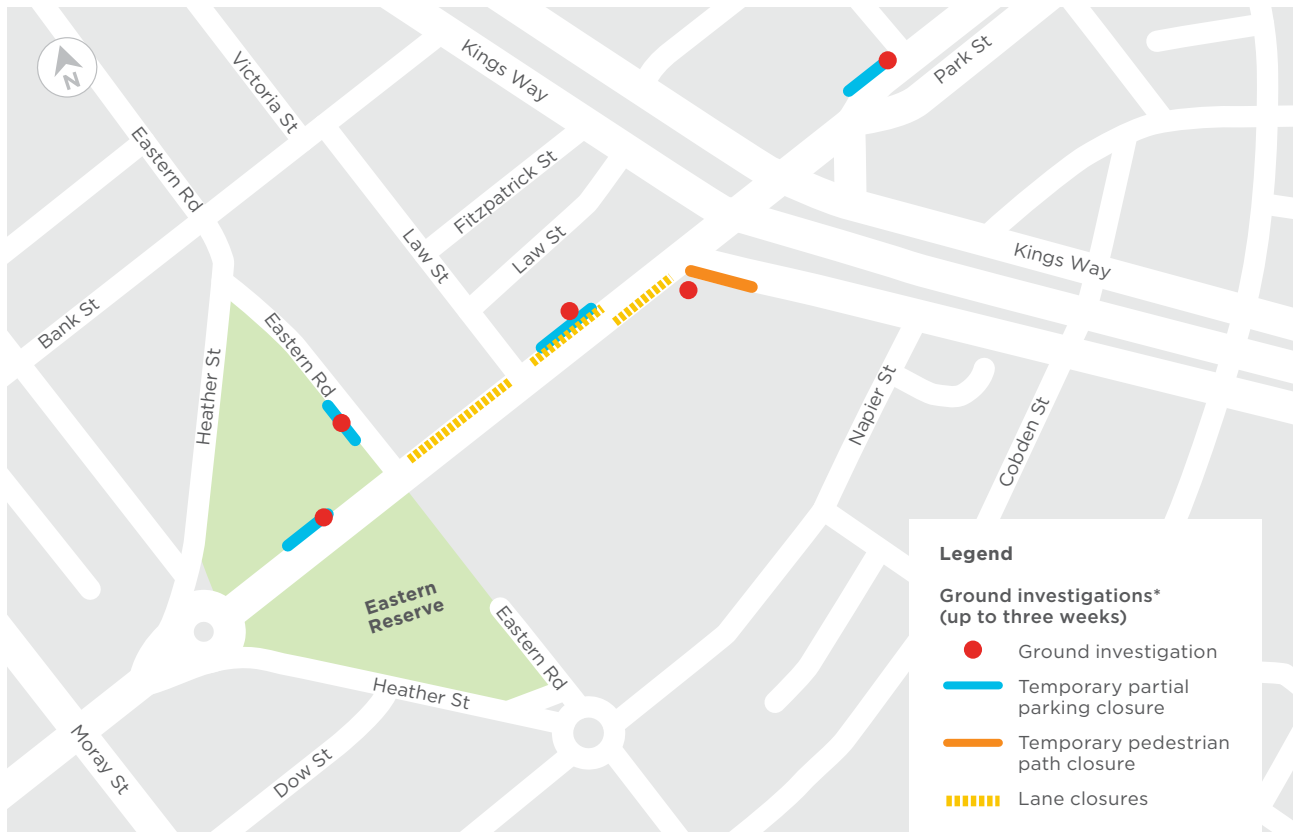 N
Victoria St
Kings Way
Park St
Eastern Rd
Fitzpatrick St
Law St
Law St
Kings Way
Bank St
Heather St
Eastern Rd
Napier St
Cobden St
Eastern
Reserve
Eastern Rd
Heather St
Moray St
Dow St
Legend
Ground investigations*
(up to three weeks)
Ground investigation
Temporary partial
parking closure
Temporary pedestrian
path closure
Lane closures